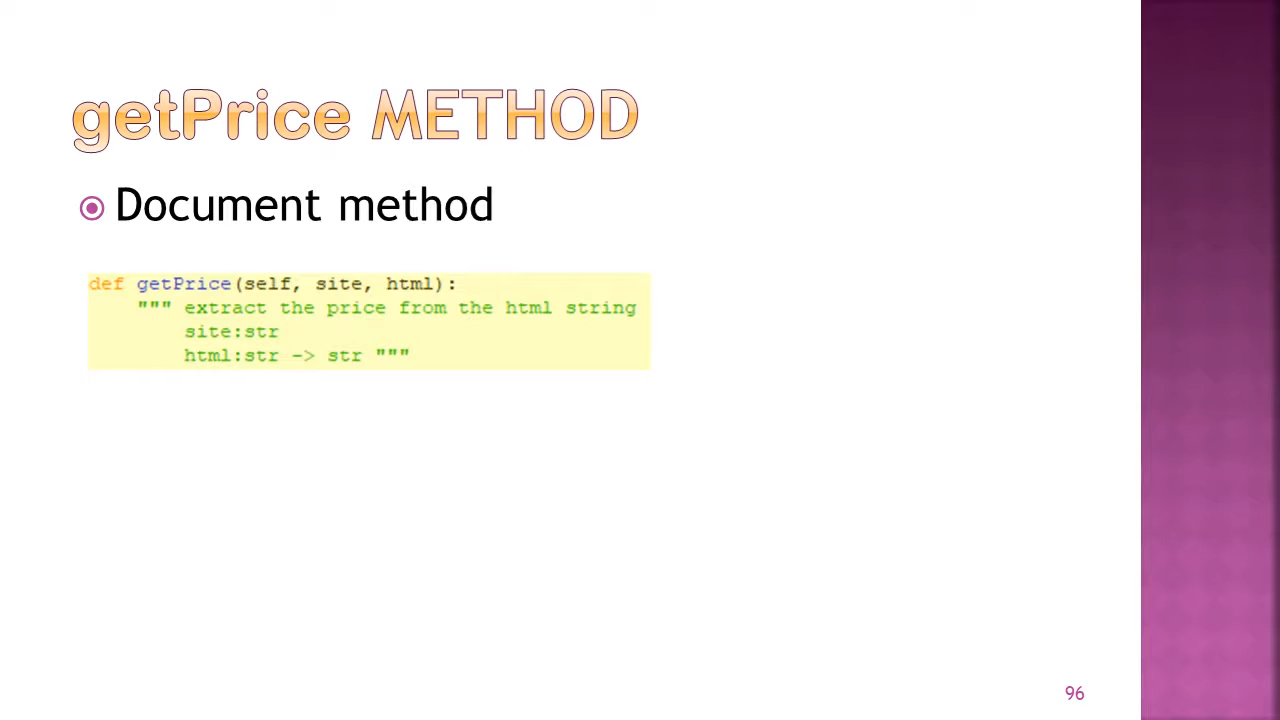 getPrice METHOD
Document method
def getPrice(self, site, html):
""" extract the price from the html string
site:str
html:str -> str """
96